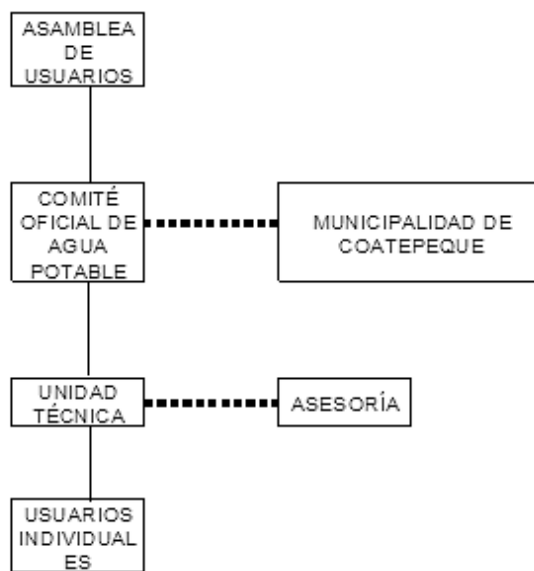 ASAMBLEA
DE
USUARIOS
COMITÉ
OFICIAL DE
AGUA
POTABLE
MUNICIPALIDAD DE
COATEPEQUE
UNIDAD
TÉCNICA
ASESORÍA
USUARIOS
INDIVIDUAL
ES